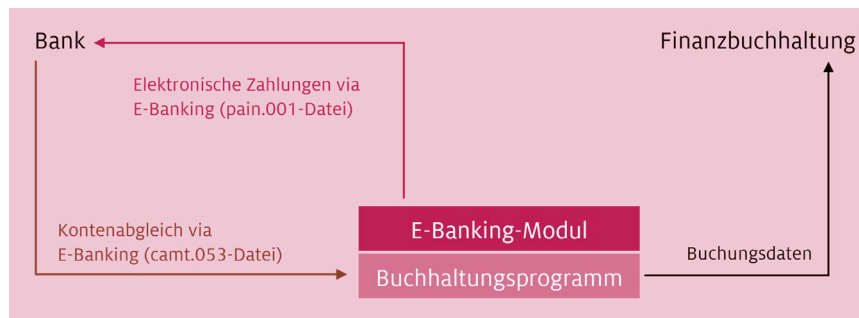 Bank
Finanzbuchhaltung
Elektronische Zahlungen via
E-Banking (pain.001-Datei)
Kontenabgleich via
E-Banking (camt.053-Datei)
E-Banking-Modul
Buchhaltungsprogramm
Buchungsdaten